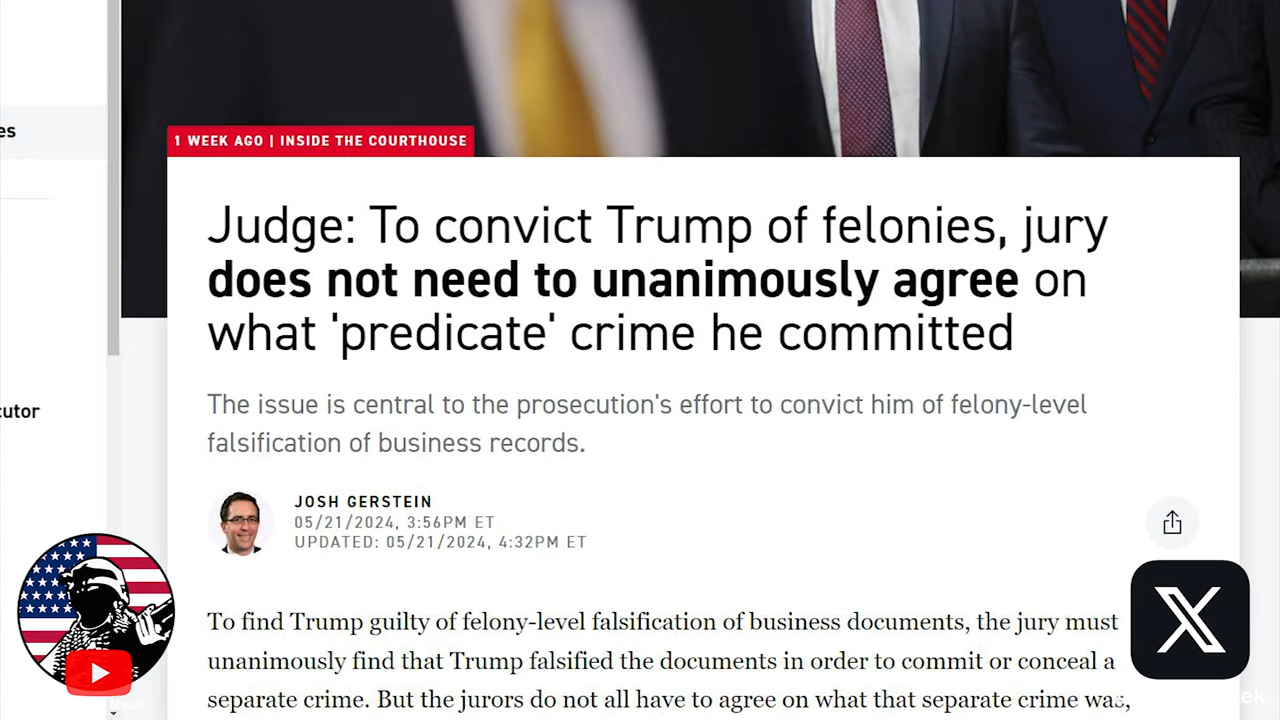 es
1 WEEK AGO | INSIDE THE COURTHOUSE
Judge: To convict Trump of felonies, jury
does not need to unanimously agree on
what 'predicate' crime he committed
The issue is central to the prosecution's effort to convict him of felony-level
cutor
falsification of business records.
JOSH GERSTEIN
05/21/2024, 3:56PM ET
UPDATED: 05/21/2024, 4:32PM ET
To find Trump guilty of felony-level falsification of business documents, the jury must
unanimously find that Trump falsified the documents in order to commit or conceal a
separate crime. But the jurors do not all have to agree on what that separate crime was,
Media
ek